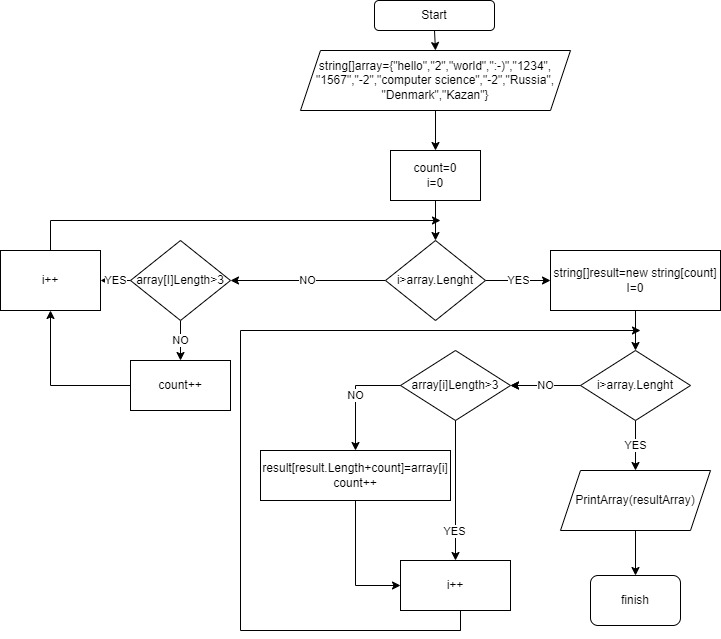 Start
string[]array={"hello","2","world",":-)","1234",
"1567","-2","computer science","-2","Russia",
"Denmark","Kazan"}
count=0
i=0
i++
YES
array[I]Length>3
NO
i>array.Lenght
YES
string[]result=new string[count]
I=0
NO
count++
array[i]Length>3
NO
i>array.Lenght
NO
YES
result[result.Length+count]=array[i]
count++
PrintArray(resultArray)
YES
i++
finish